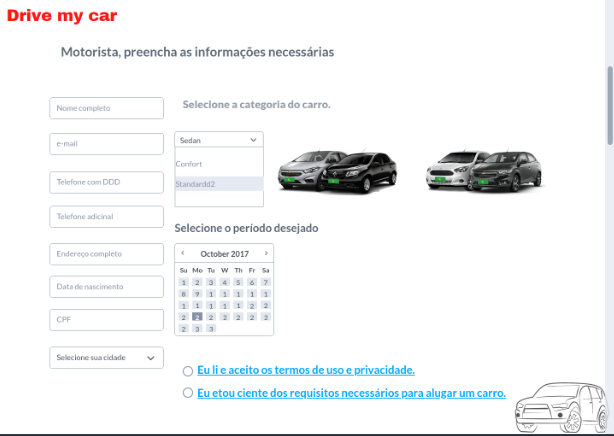 Drive my car
Motorista, preencha as informações necessárias
Nome completo
e-mail
Telefone com DDD
Telefone adicinal
Endereço completo
Data de nascimento
CPF
Selecione sua cidade
Selecione a categoria do carro.
Sedan
Confort
Standardd2
Selecione o período desejado
‹ October 2017 ›
Su Mo Tu W Th Fr Sa
1 2 3 4 5 6 7
8 9 1 1 1 1 1
1 1 1 1 1 2 2
2 2 2 2 2 2 2
2 3 3
Eu li e aceito os termos de uso e privacidade.
Eu etou ciente dos requisitos necessários para alugar um carro.